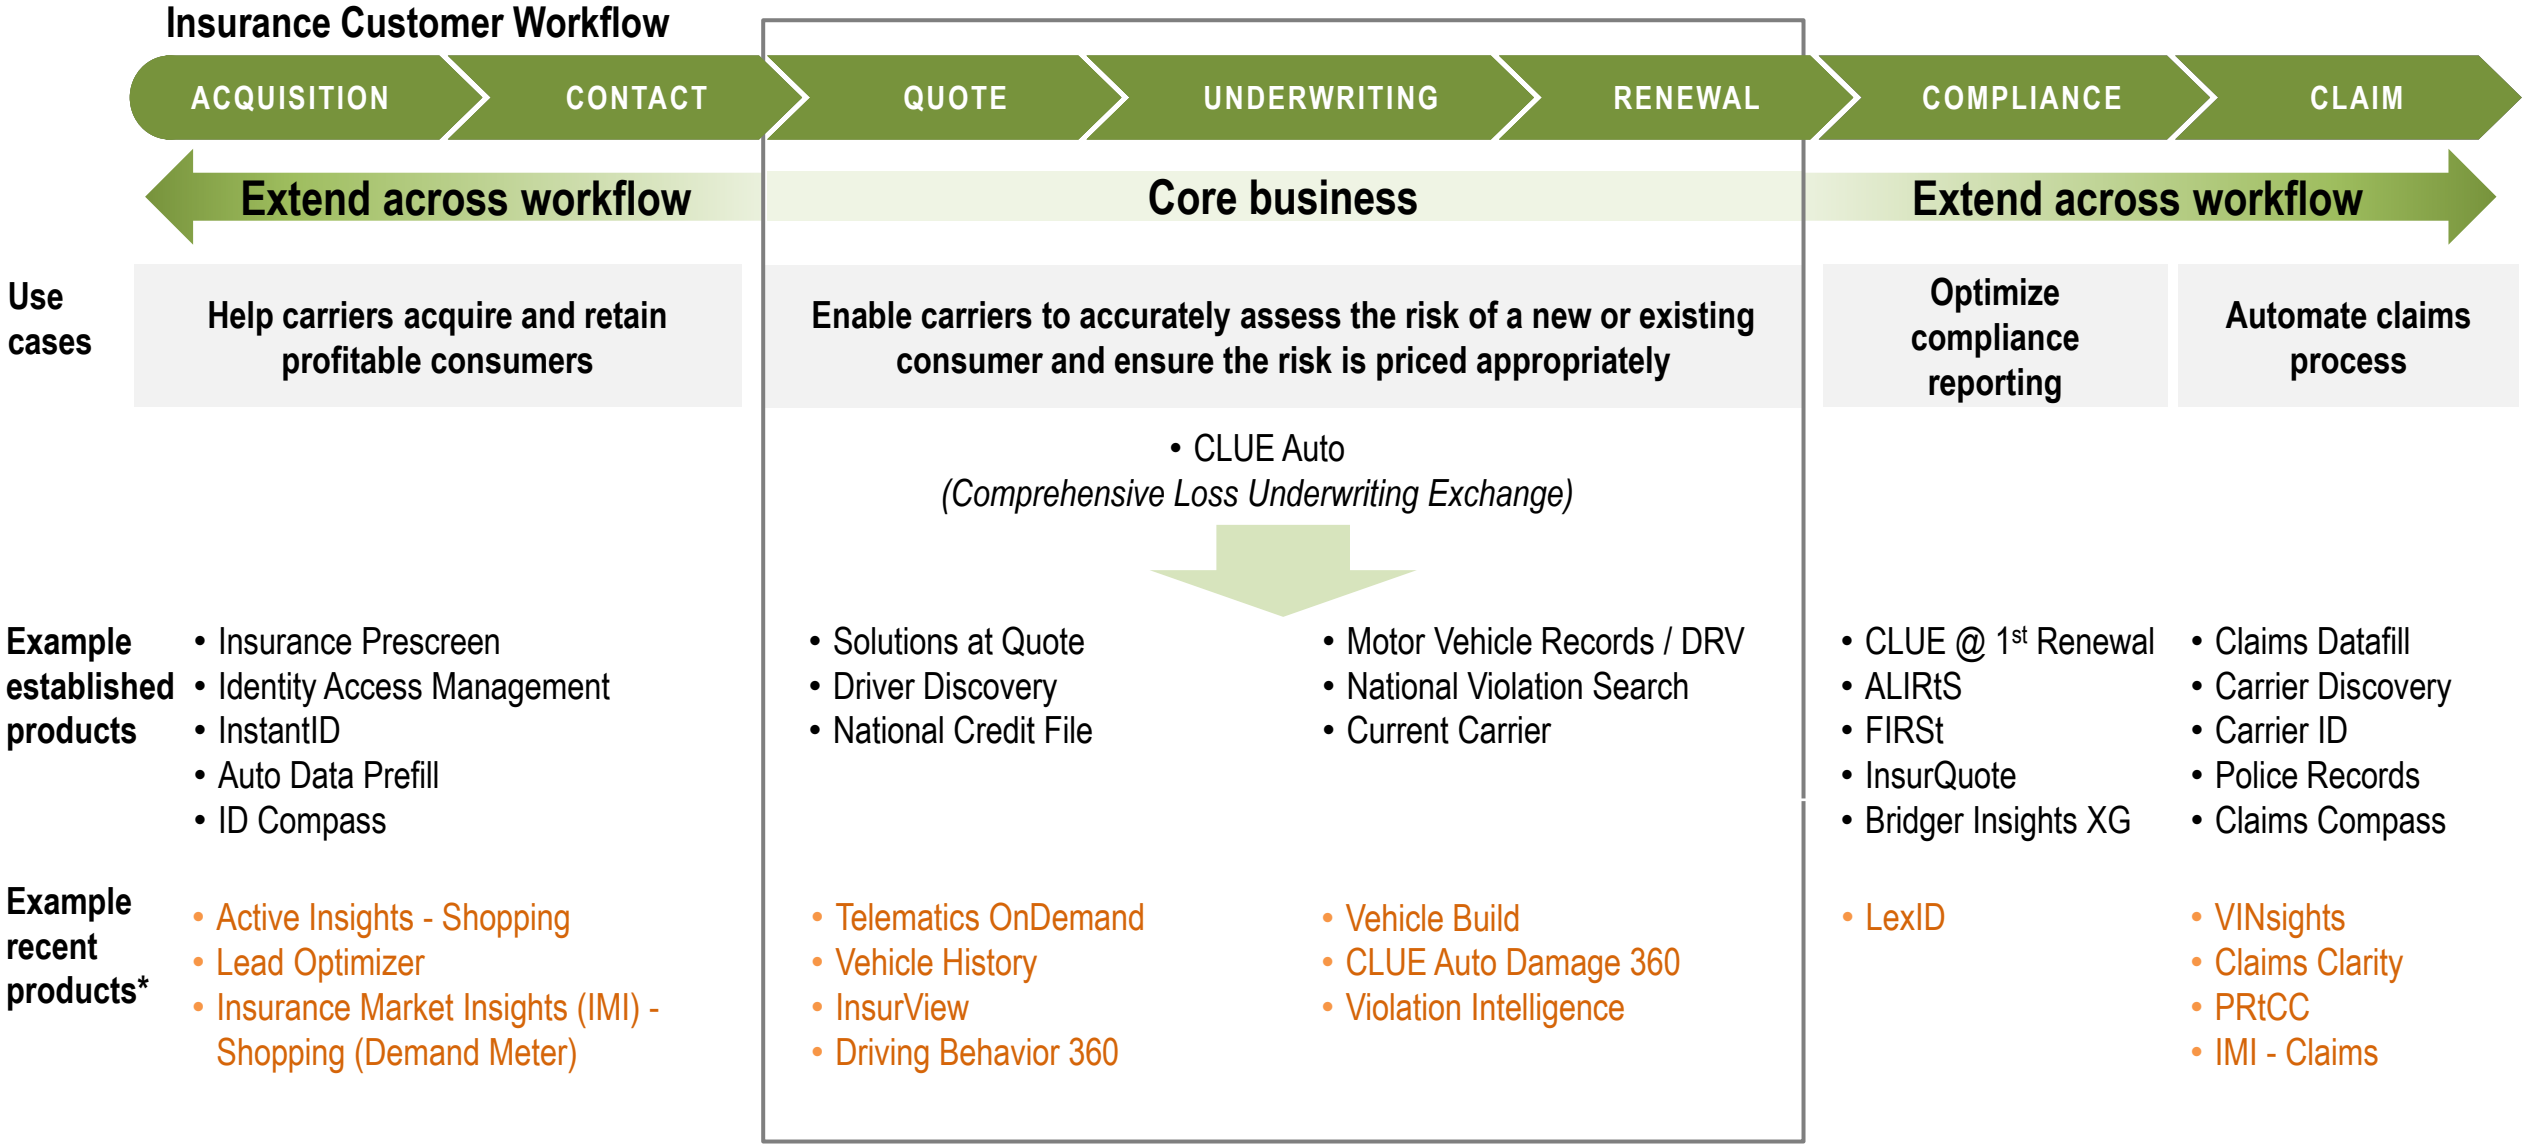 Insurance Customer Workflow
ACQUISITION
CONTACT
QUOTE
UNDERWRITING
RENEWAL
COMPLIANCE
CLAIM
Extend across workflow
Core business
Extend across workflow
Use
cases
Help carriers acquire and retain
profitable consumers
Enable carriers to accurately assess the risk of a new or existing
consumer and ensure the risk is priced appropriately
Optimize
compliance
reporting
Automate claims
process
• CLUE Auto
(Comprehensive Loss Underwriting Exchange)
Example
established
products
• Insurance Prescreen
• Identity Access Management
• InstantID
• Auto Data Prefill
• ID Compass
• Solutions at Quote
• Driver Discovery
• National Credit File
• Motor Vehicle Records / DRV
• National Violation Search
• Current Carrier
• CLUE @ 1st Renewal
• ALIRtS
• FIRSt
• InsurQuote
• Bridger Insights XG
• Claims Datafill
• Carrier Discovery
• Carrier ID
• Police Records
• Claims Compass
Example
recent
products*
• Active Insights - Shopping
• Lead Optimizer
• Insurance Market Insights (IMI) -
Shopping (Demand Meter)
• Telematics OnDemand
• Vehicle History
• InsurView
• Driving Behavior 360
• Vehicle Build
• CLUE Auto Damage 360
• Violation Intelligence
• LexID
• VINsights
• Claims Clarity
• PRtCC
• IMI - Claims